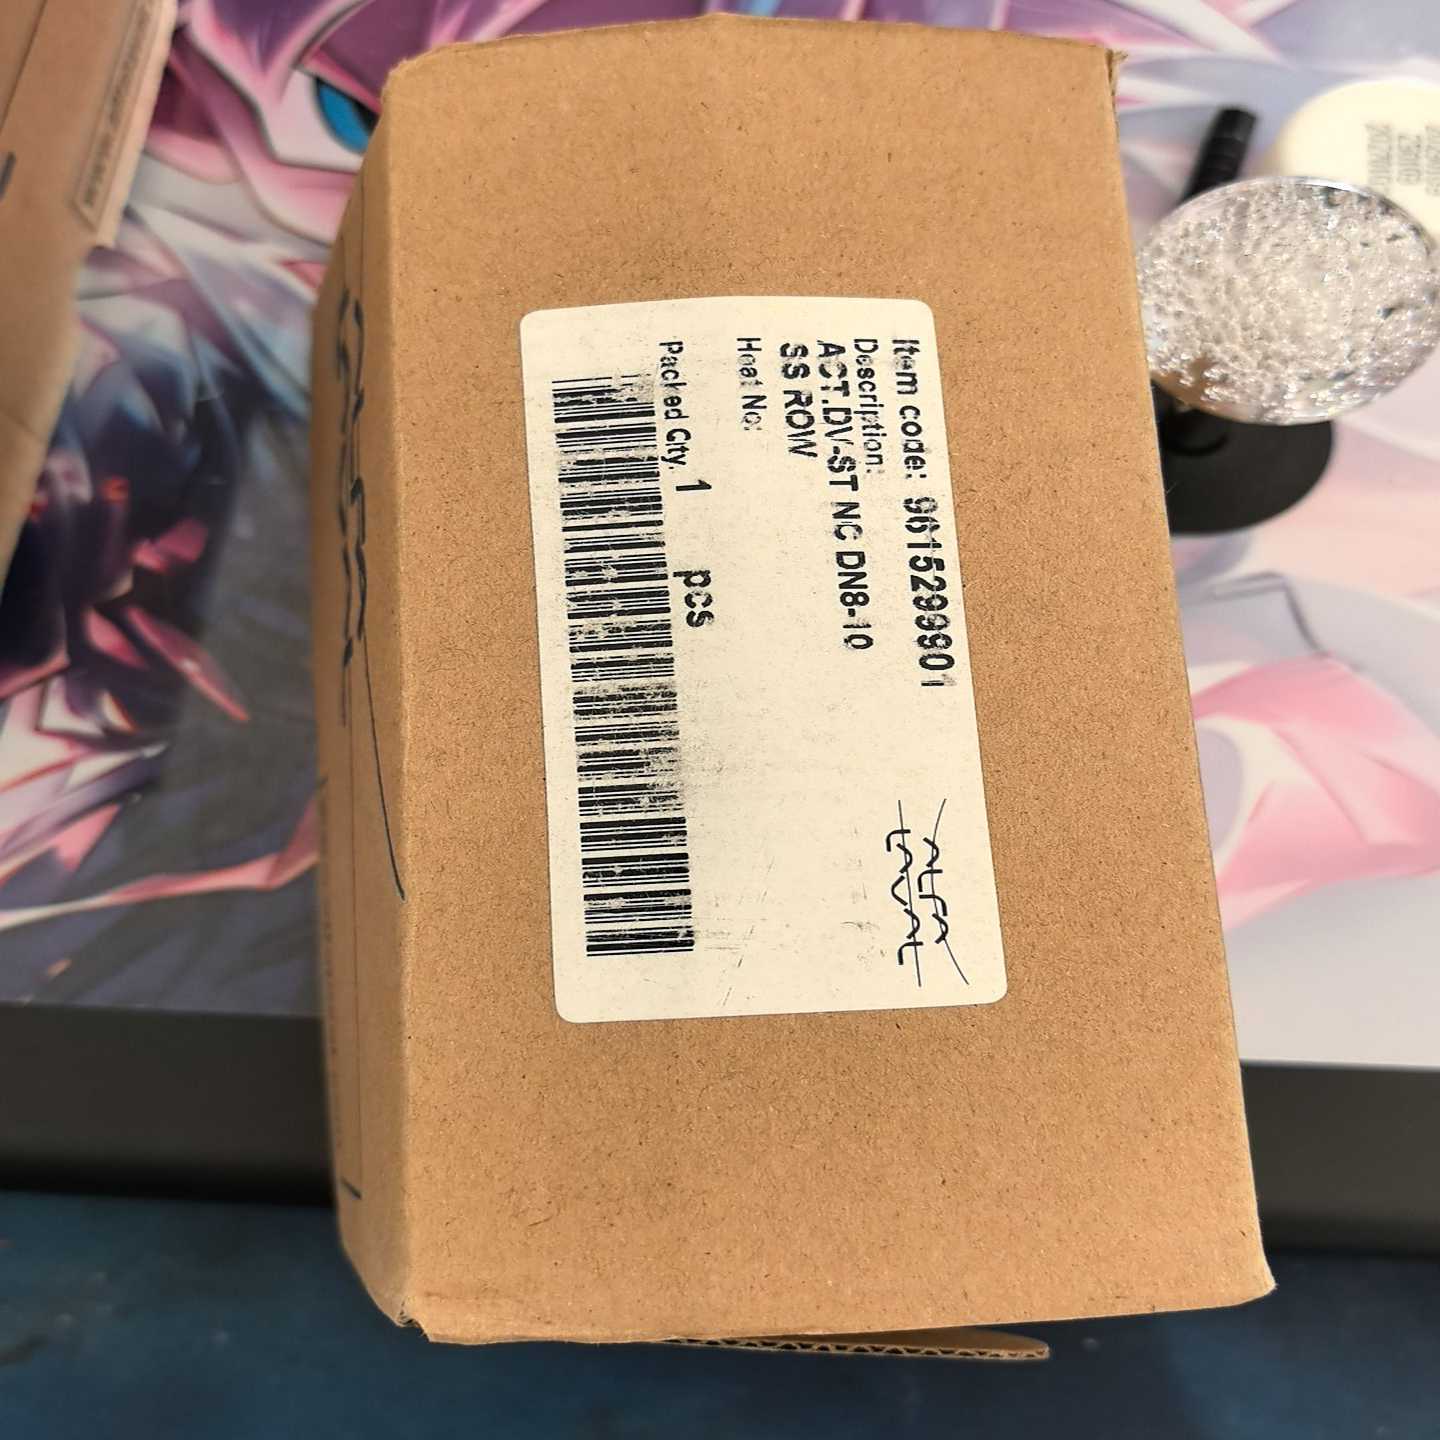 Item code: 9615299901
Description:
ACT.DV-ST NC DN8-10
SS ROW
Heat No:
Packed Qty. 1 pcs
ALFA
LAVAL